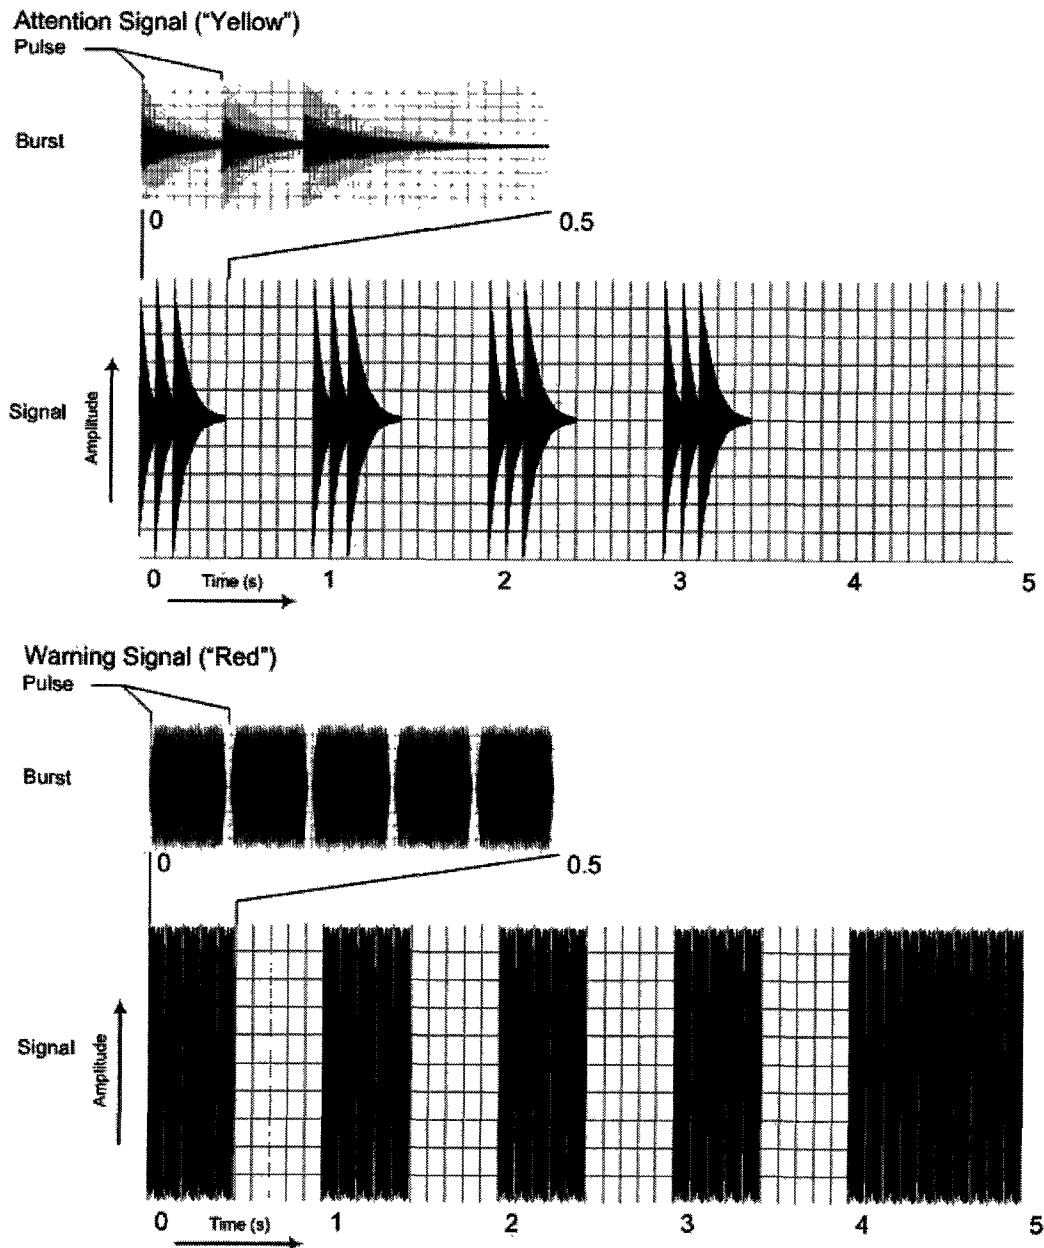 Attention Signal ("Yellow")
Pulse
Burst
0
0.5
Signal
Amplitude
0 Time (s) 1 2 3 4 5
Warning Signal ("Red")
Pulse
Burst
0
0.5
Signal
Amplitude
0 Time (s) 1 2 3 4 5